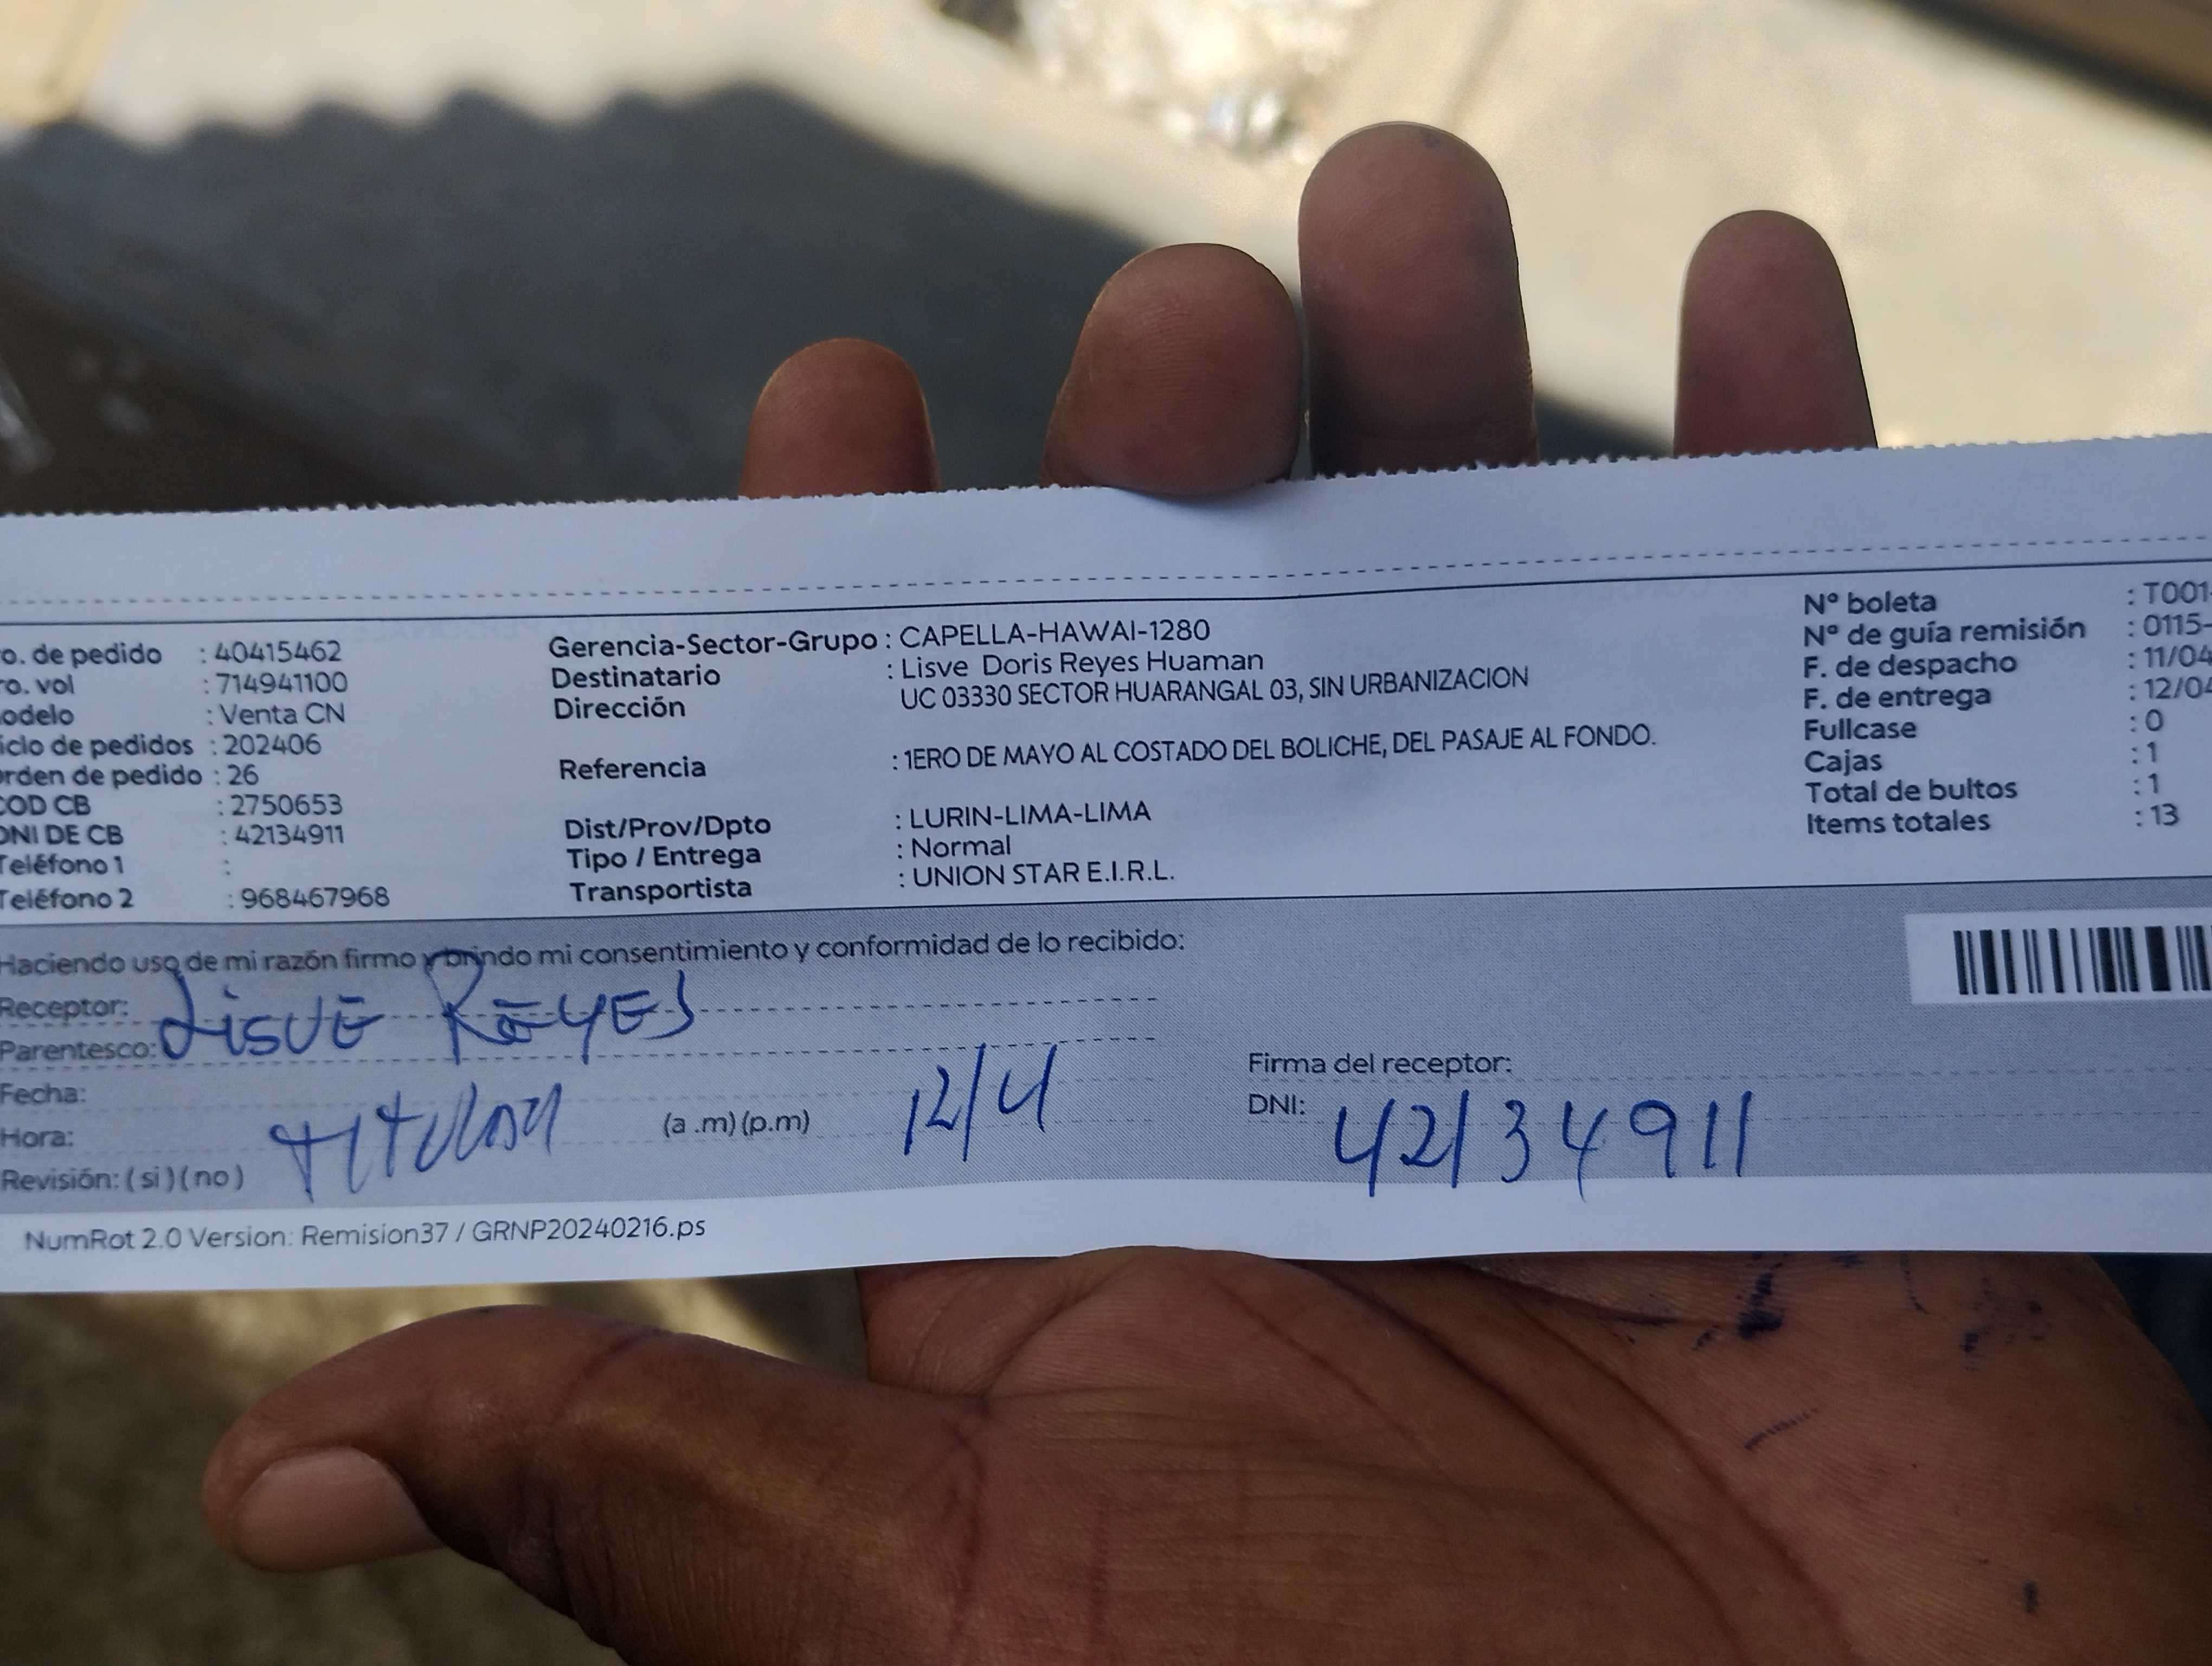 o. de pedido : 40415462
ro. vol : 714941100
odelo : Venta CN
iclo de pedidos : 202406
rden de pedido : 26
COD CB : 2750653
DNI DE CB : 42134911
Teléfono 1 :
Teléfono 2 : 968467968
Gerencia-Sector-Grupo : CAPELLA-HAWAI-1280
Destinatario : Lisve Doris Reyes Huaman
Dirección UC 03330 SECTOR HUARANGAL 03, SIN URBANIZACION
Referencia : 1ERO DE MAYO AL COSTADO DEL BOLICHE, DEL PASAJE AL FONDO.
Dist/Prov/Dpto : LURIN-LIMA-LIMA
Tipo / Entrega : Normal
Transportista : UNION STAR E.I.R.L.
Nº boleta : T001-
Nº de guía remisión : 0115-
F. de despacho : 11/04
F. de entrega : 12/04
Fullcase : 0
Cajas : 1
Total de bultos : 1
Items totales : 13
Haciendo uso de mi razón firmo y brindo mi consentimiento y conformidad de lo recibido:
Receptor: Lisve Reyes
Parentesco:
Fecha:
Hora: titular (a .m) (p.m) 12/4
Revisión: ( si ) ( no )
Firma del receptor:
DNI: 42134911
NumRot 2.0 Version: Remision37 / GRNP20240216.ps